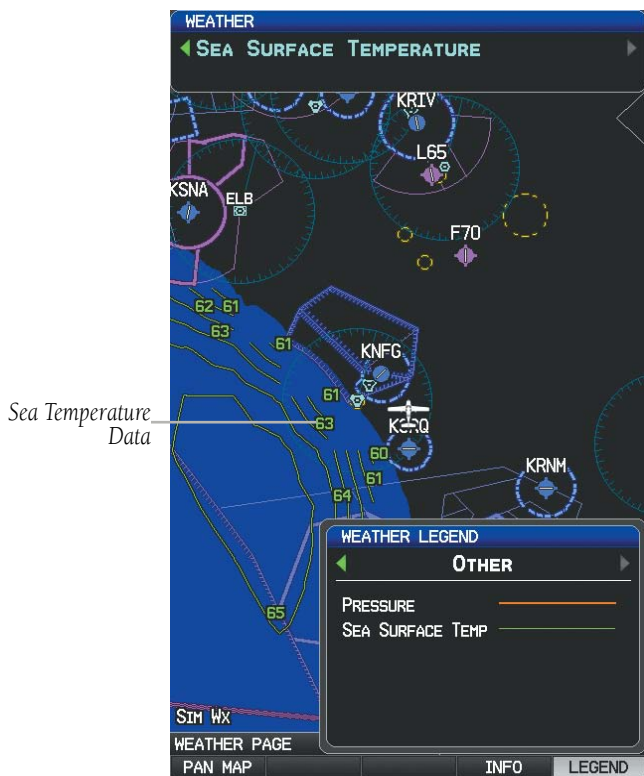 WEATHER
SEA SURFACE TEMPERATURE
KRIV
L65
KSNA
ELB
F70
62
61
63
61
KNFG
61
Sea Temperature
Data
63
60
61
KRNM
64
WEATHER LEGEND
OTHER
PRESSURE
SEA SURFACE TEMP
65
SIM WX
WEATHER PAGE
PAN MAP
INFO
LEGEND